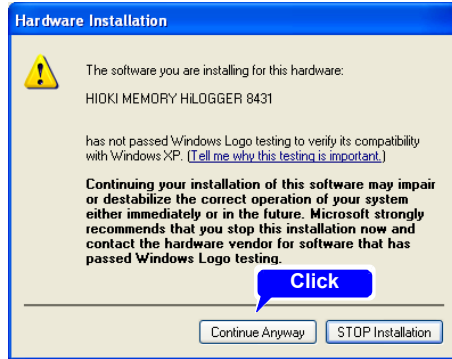 Hardware Installation
The software you are installing for this hardware:
HIOKI MEMORY HiLOGGER 8431
has not passed Windows Logo testing to verify its compatibility
with Windows XP. (Tell me why this testing is important.)
Continuing your installation of this software may impair
or destabilize the correct operation of your system
either immediately or in the future. Microsoft strongly
recommends that you stop this installation now and
contact the hardware vendor for software that has
passed Windows Logo testing.
Click
Continue Anyway STOP Installation